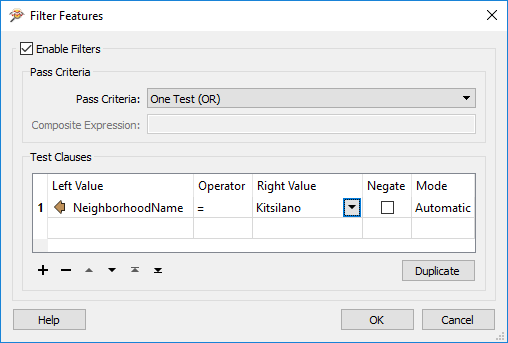 Filter Features
Enable Filters
Pass Criteria
Pass Criteria: One Test (OR)
Composite Expression:
Test Clauses
Left Value Operator Right Value Negate Mode
1 NeighborhoodName = Kitsilano Automatic
Duplicate
Help OK Cancel